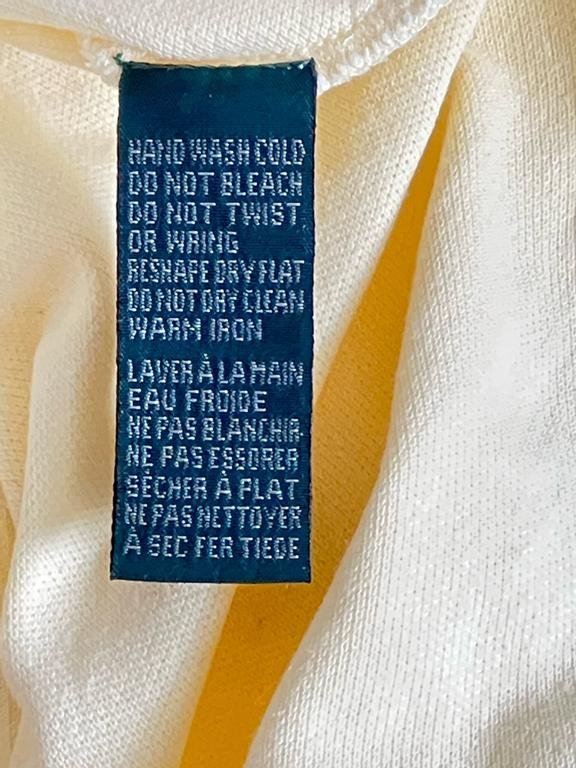 HAND WASH COLD
DO NOT BLEACH
DO NOT TWIST
OR WRING
RESHAPE DRY FLAT
DO NOT DRY CLEAN
WARM IRON
LAVER À LA MAIN
EAU FROIDE
NE PAS BLANCHIR
NE PAS ESSORER
SÉCHER À PLAT
NE PAS NETTOYER
À SEC FER TIEDE